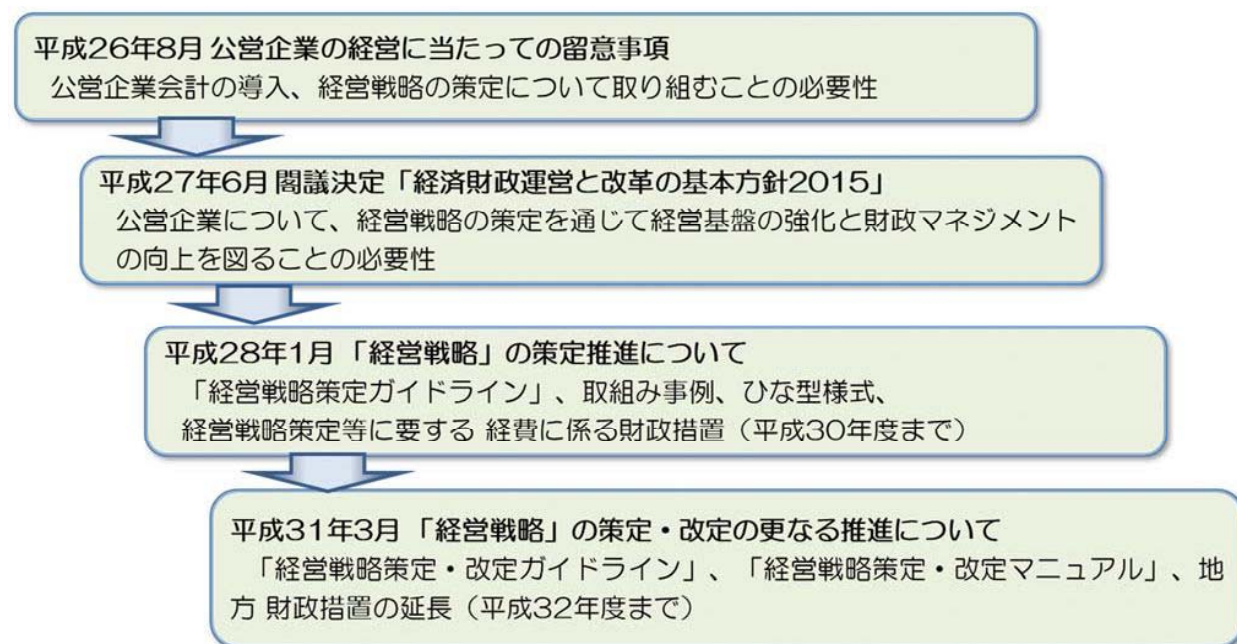 平成26年8月 公営企業の経営に当たっての留意事項
公営企業会計の導入、経営戦略の策定について取り組むことの必要性
平成27年6月 閣議決定「経済財政運営と改革の基本方針2015」
公営企業について、経営戦略の策定を通じて経営基盤の強化と財政マネジメント
の向上を図ることの必要性
平成28年1月 「経営戦略」の策定推進について
「経営戦略策定ガイドライン」、取組み事例、ひな型様式、
経営戦略策定等に要する 経費に係る財政措置（平成30年度まで）
平成31年3月 「経営戦略」の策定・改定の更なる推進について
「経営戦略策定・改定ガイドライン」、「経営戦略策定・改定マニュアル」、地
方 財政措置の延長（平成32年度まで）